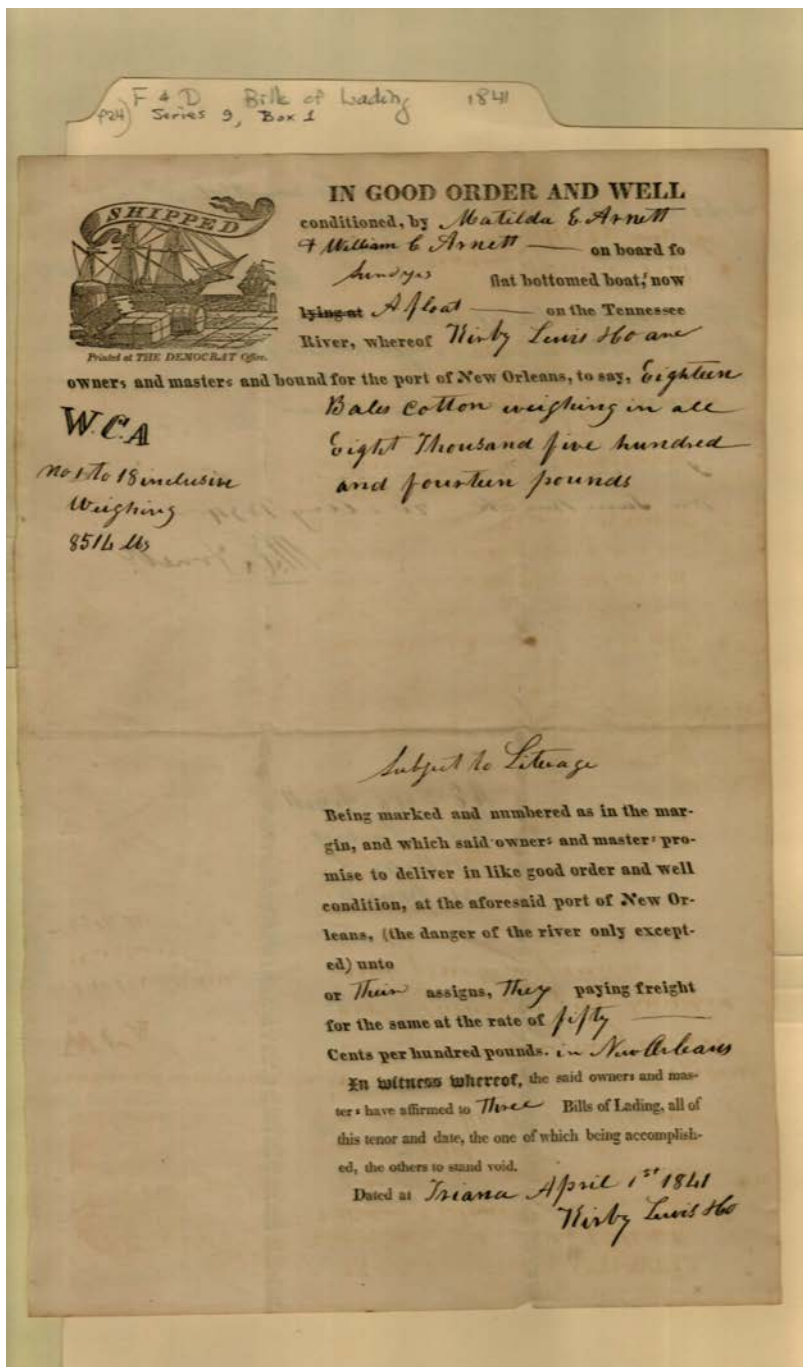 F & D Bills of Lading 1841
(P24) Series 9, Box 1
SHIPPED
Printed at THE DEMOCRAT Office.
IN GOOD ORDER AND WELL
conditioned, by Matilda E Arnett
& William C Arnett — on board fo
flat bottomed boat, now
lying at Afloat — on the Tennessee
River, whereof Kirby Lewis &Co are
owners and masters and bound for the port of New Orleans, to say, Eighteen
Bales Cotton weighing in all
Eight Thousand five hundred
and fourteen pounds
W.C.A
No 1 to 18 inclusive
Weighing
8514 lbs
Subject to Literage
Being marked and numbered as in the mar-
gin, and which said owners and masters pro-
mise to deliver in like good order and well
condition, at the aforesaid port of New Or-
leans, (the danger of the river only except-
ed) unto
or Their assigns, They paying freight
for the same at the rate of fifty —
Cents per hundred pounds. in New Orleans
In witness whereof, the said owners and mas-
ters have affirmed to Three Bills of Lading, all of
this tenor and date, the one of which being accomplish-
ed, the others to stand void.
Dated at Triana April 1st 1841
Kirby Lewis &Co